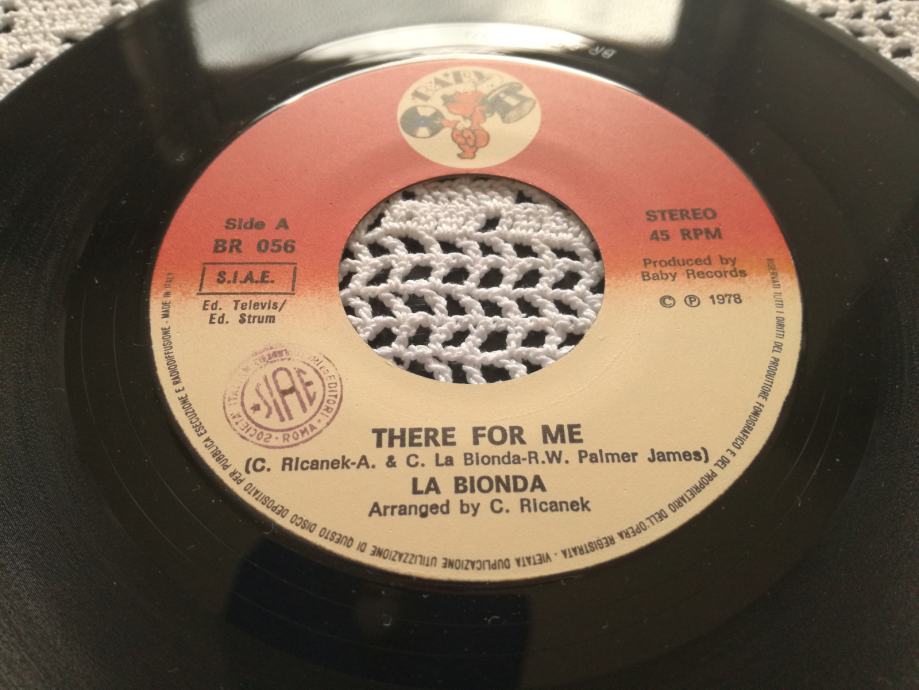 BABY
Side A
BR 056
S.I.A.E.
Ed. Televis/
Ed. Strum
STEREO
45 RPM
Produced by
Baby Records
© ℗ 1978
SIAE
ROMA
THERE FOR ME
(C. Ricanek-A. & C. La Bionda-R.W. Palmer James)
LA BIONDA
Arranged by C. Ricanek
RISERVATI TUTTI I DIRITTI DEL PRODUTTORE FONOGRAFICO E DEL PROPRIETARIO DELL'OPERA REGISTRATA - VIETATA DUPLICAZIONE UTILIZZAZIONE DI QUESTO DISCO DEPOSITATO PER PUBBLICA ESECUZIONE E RADIODIFFUSIONE - MADE IN ITALY